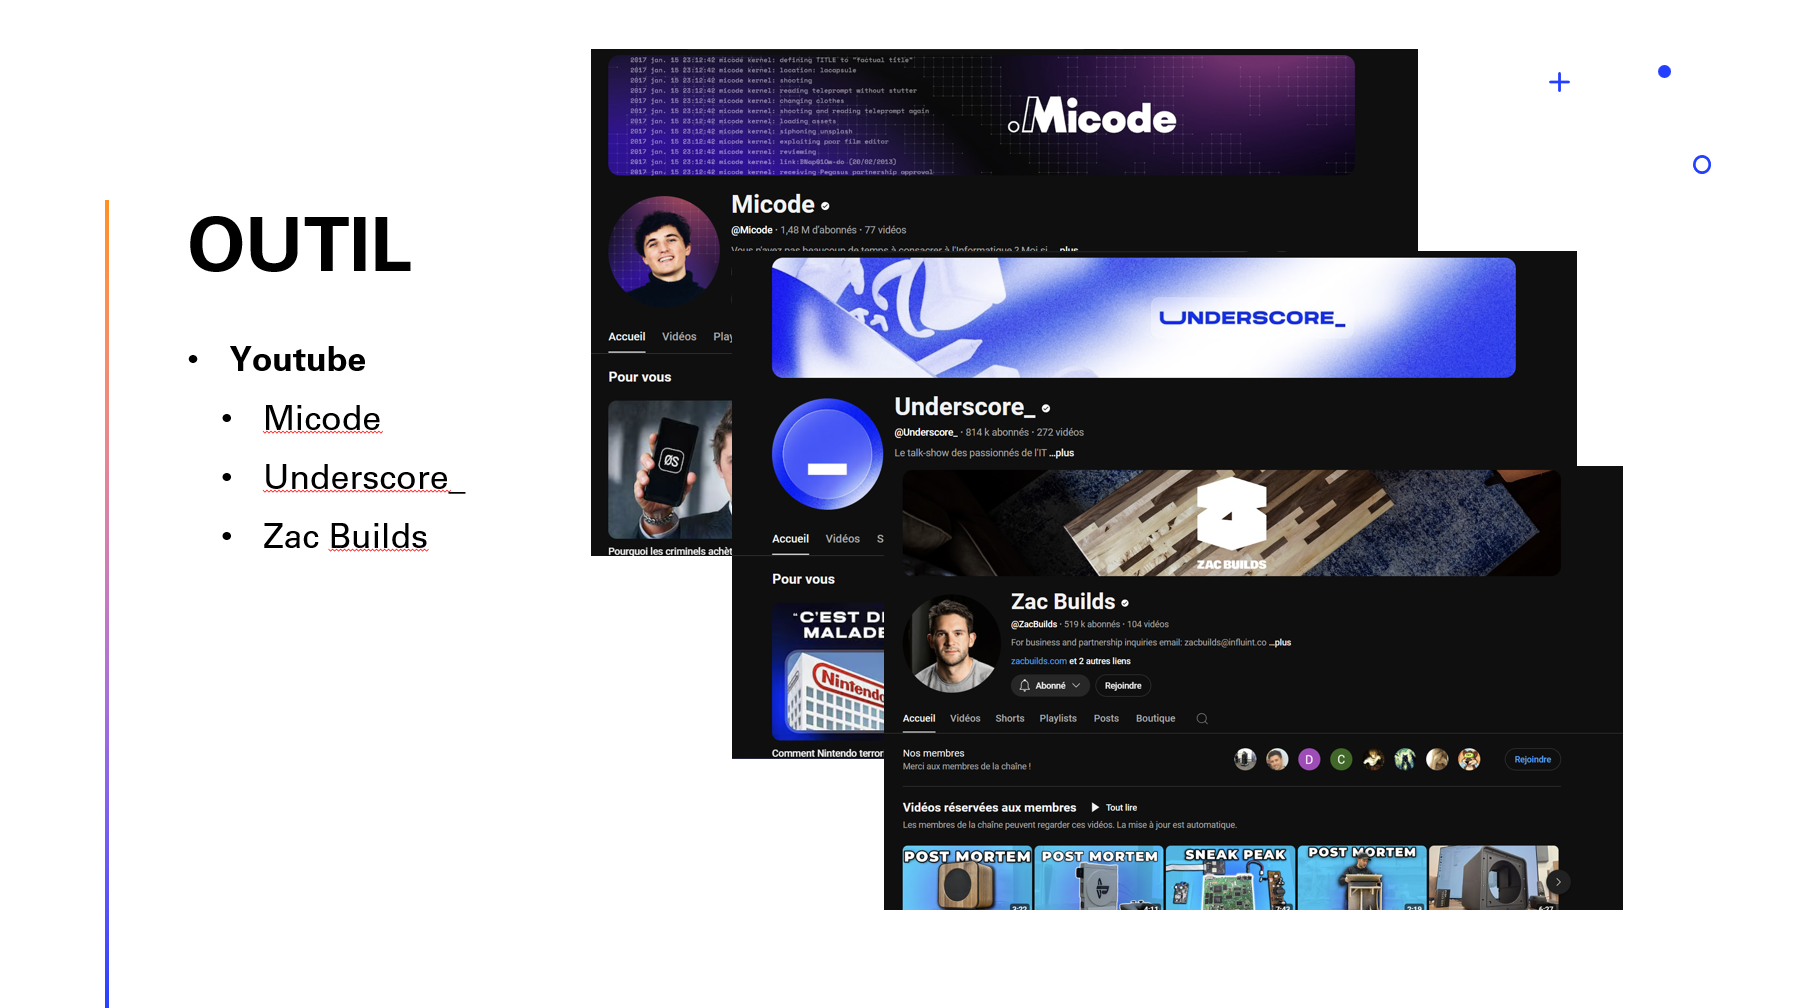 OUTIL
• Youtube
• Micode
• Underscore_
• Zac Builds
2017 jan. 15 23:12:42 micode kernel: defining TITLE to "factual title"
2017 jan. 15 23:12:42 micode kernel: location: locapsule
2017 jan. 15 23:12:42 micode kernel: shooting
2017 jan. 15 23:12:42 micode kernel: reading teleprompt without stutter
2017 jan. 15 23:12:42 micode kernel: changing clothes
2017 jan. 15 23:12:42 micode kernel: shooting and reading teleprompt again
2017 jan. 15 23:12:42 micode kernel: loading assets
2017 jan. 15 23:12:42 micode kernel: siphoning unsplash
2017 jan. 15 23:12:42 micode kernel: exploiting poor film editor
2017 jan. 15 23:12:42 micode kernel: reviewing
2017 jan. 15 23:12:42 micode kernel: (20/02/2013)
2017 jan. 15 23:12:42 micode kernel: receiving Pegasus partnership approval
Micode
Micode
@Micode · 1,48 M d'abonnés · 77 vidéos
Vous n'avez pas beaucoup de temps à consacrer à l'Informatique ? Moi si ...plus
Accueil Vidéos Play
Pour vous
ØS
Pourquoi les criminels achèt
UNDERSCORE_
Underscore_
@Underscore_ · 814 k abonnés · 272 vidéos
Le talk-show des passionnés de l'IT ...plus
Accueil Vidéos S
Pour vous
"C'EST D
MALADE
Nintendo
Comment Nintendo terror
ZAC BUILDS
Zac Builds
@ZacBuilds · 519 k abonnés · 104 vidéos
For business and partnership inquiries email: zacbuilds@influint.co ...plus
zacbuilds.com et 2 autres liens
Abonné Rejoindre
Accueil Vidéos Shorts Playlists Posts Boutique
Nos membres
Merci aux membres de la chaîne !
D C
Rejoindre
Vidéos réservées aux membres Tout lire
Les membres de la chaîne peuvent regarder ces vidéos. La mise à jour est automatique.
POST MORTEM POST MORTEM SNEAK PEAK POST MORTEM